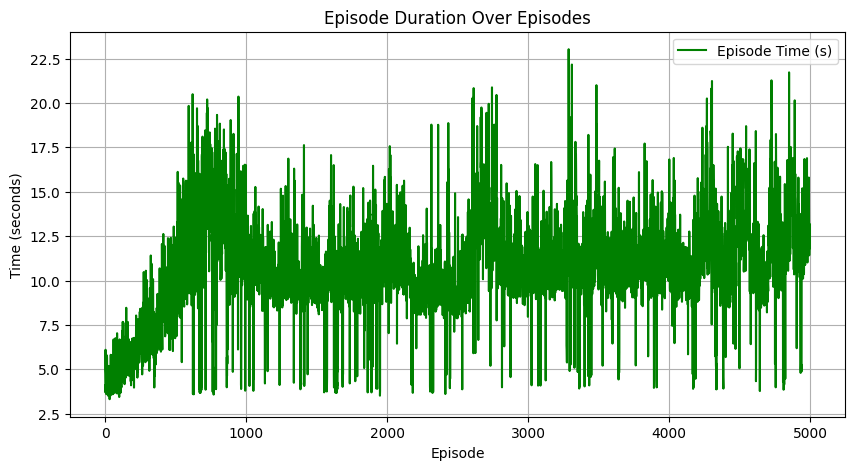 Episode Duration Over Episodes
Episode Time (s)
22.5
20.0
17.5
15.0
12.5
10.0
7.5
5.0
2.5
Time (seconds)
0 1000 2000 3000 4000 5000
Episode